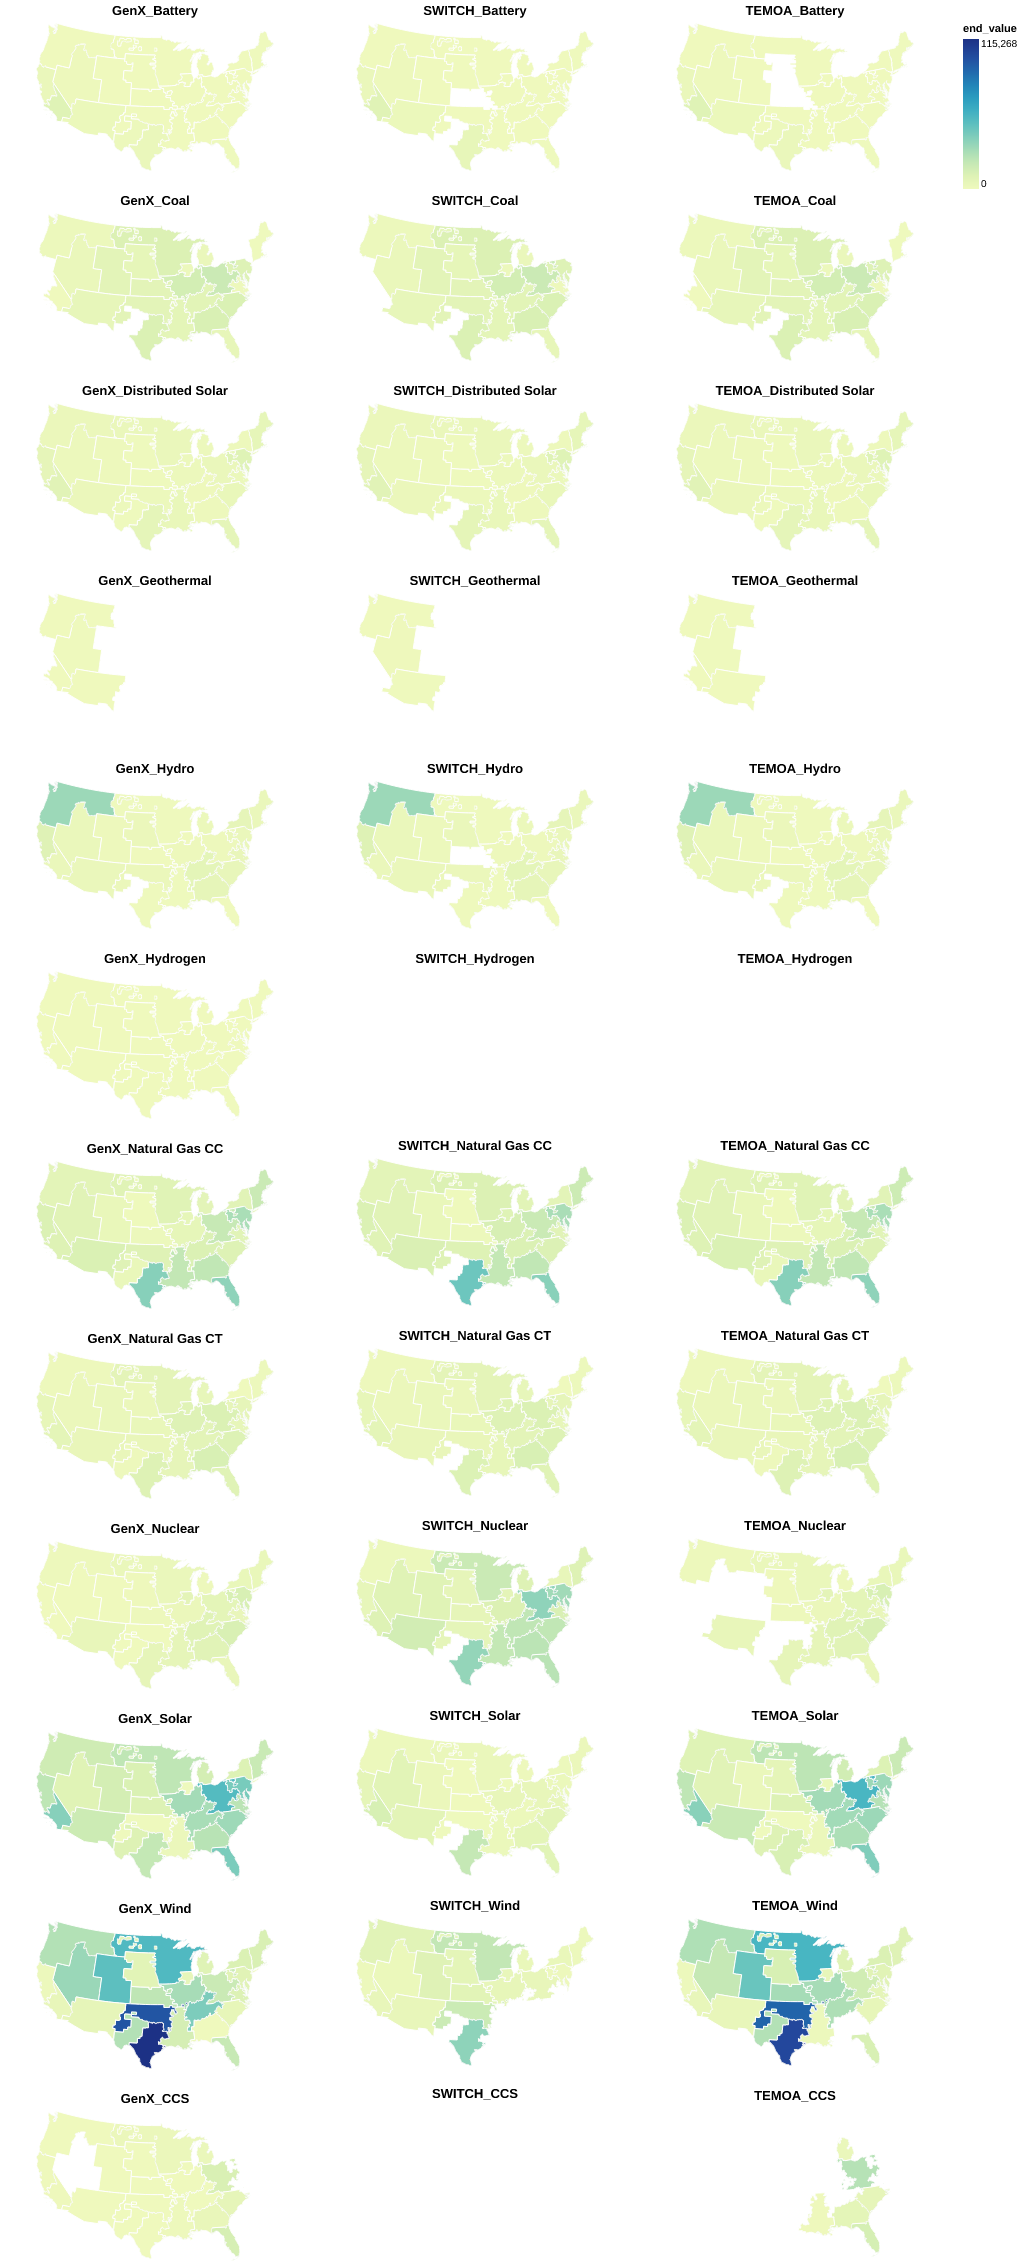 GenX_Battery
SWITCH_Battery
TEMOA_Battery
end_value
115,268
0
GenX_Coal
SWITCH_Coal
TEMOA_Coal
GenX_Distributed Solar
SWITCH_Distributed Solar
TEMOA_Distributed Solar
GenX_Geothermal
SWITCH_Geothermal
TEMOA_Geothermal
GenX_Hydro
SWITCH_Hydro
TEMOA_Hydro
GenX_Hydrogen
SWITCH_Hydrogen
TEMOA_Hydrogen
GenX_Natural Gas CC
SWITCH_Natural Gas CC
TEMOA_Natural Gas CC
GenX_Natural Gas CT
SWITCH_Natural Gas CT
TEMOA_Natural Gas CT
GenX_Nuclear
SWITCH_Nuclear
TEMOA_Nuclear
GenX_Solar
SWITCH_Solar
TEMOA_Solar
GenX_Wind
SWITCH_Wind
TEMOA_Wind
GenX_CCS
SWITCH_CCS
TEMOA_CCS